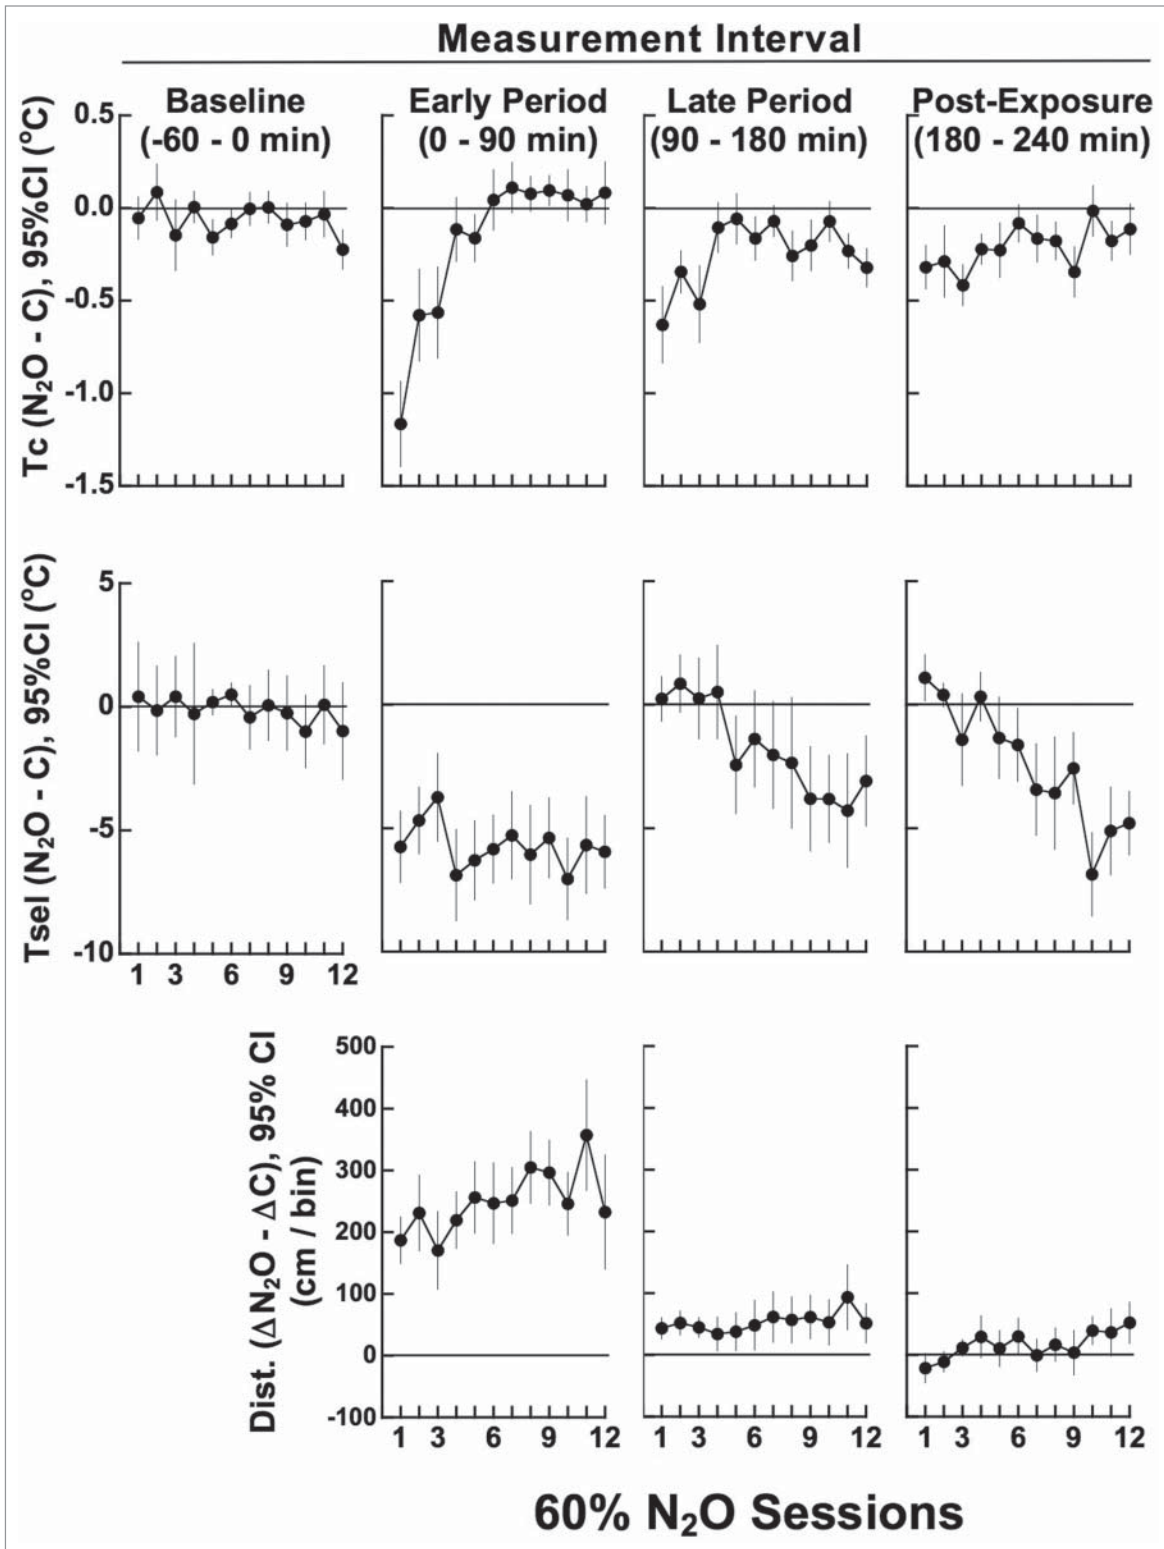 Measurement Interval
Baseline
(-60 - 0 min)
Early Period
(0 - 90 min)
Late Period
(90 - 180 min)
Post-Exposure
(180 - 240 min)
Tc (N₂O - C), 95%CI (°C)
0.5
0.0
-0.5
-1.0
-1.5
Tsel (N₂O - C), 95%CI (°C)
5
0
-5
-10
1 3 6 9 12
Dist. (ΔN₂O - ΔC), 95% CI
(cm / bin)
500
400
300
200
100
0
-100
1 3 6 9 12
1 3 6 9 12
1 3 6 9 12
60% N₂O Sessions